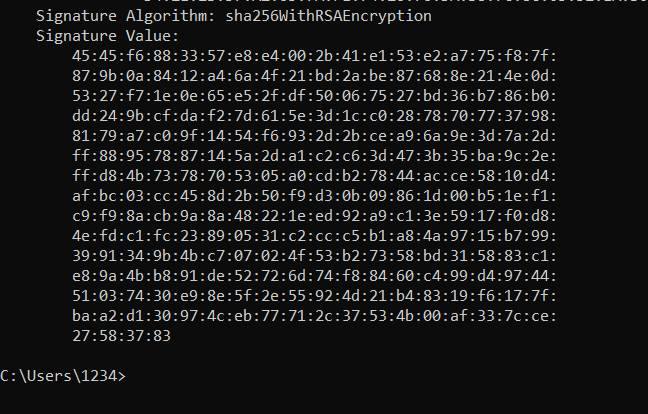 Signature Algorithm: sha256WithRSAEncryption
Signature Value:
45:45:f6:88:33:57:e8:e4:00:2b:41:e1:53:e2:a7:75:f8:7f:
87:9b:0a:84:12:a4:6a:4f:21:bd:2a:be:87:68:8e:21:4e:0d:
53:27:f7:1e:0e:65:e5:2f:df:50:06:75:27:bd:36:b7:86:b0:
dd:24:9b:cf:da:f2:7d:61:5e:3d:1c:c0:28:78:70:77:37:98:
81:79:a7:c0:9f:14:54:f6:93:2d:2b:ce:a9:6a:9e:3d:7a:2d:
ff:88:95:78:87:14:5a:2d:a1:c2:c6:3d:47:3b:35:ba:9c:2e:
ff:d8:4b:73:78:70:53:05:a0:cd:b2:78:44:ac:ce:58:10:d4:
af:bc:03:cc:45:8d:2b:50:f9:d3:0b:09:86:1d:00:b5:1e:f1:
c9:f9:8a:cb:9a:8a:48:22:1e:ed:92:a9:c1:3e:59:17:f0:d8:
4e:fd:c1:fc:23:89:05:31:c2:cc:c5:b1:a8:4a:97:15:b7:99:
39:91:34:9b:4b:c7:07:02:4f:53:b2:73:58:bd:31:58:83:c1:
e8:9a:4b:b8:91:de:52:72:6d:74:f8:84:60:c4:99:d4:97:44:
51:03:74:30:e9:8e:5f:2e:55:92:4d:21:b4:83:19:f6:17:7f:
ba:a2:d1:30:97:4c:eb:77:71:2c:37:53:4b:00:af:33:7c:ce:
27:58:37:83
C:\Users\1234>